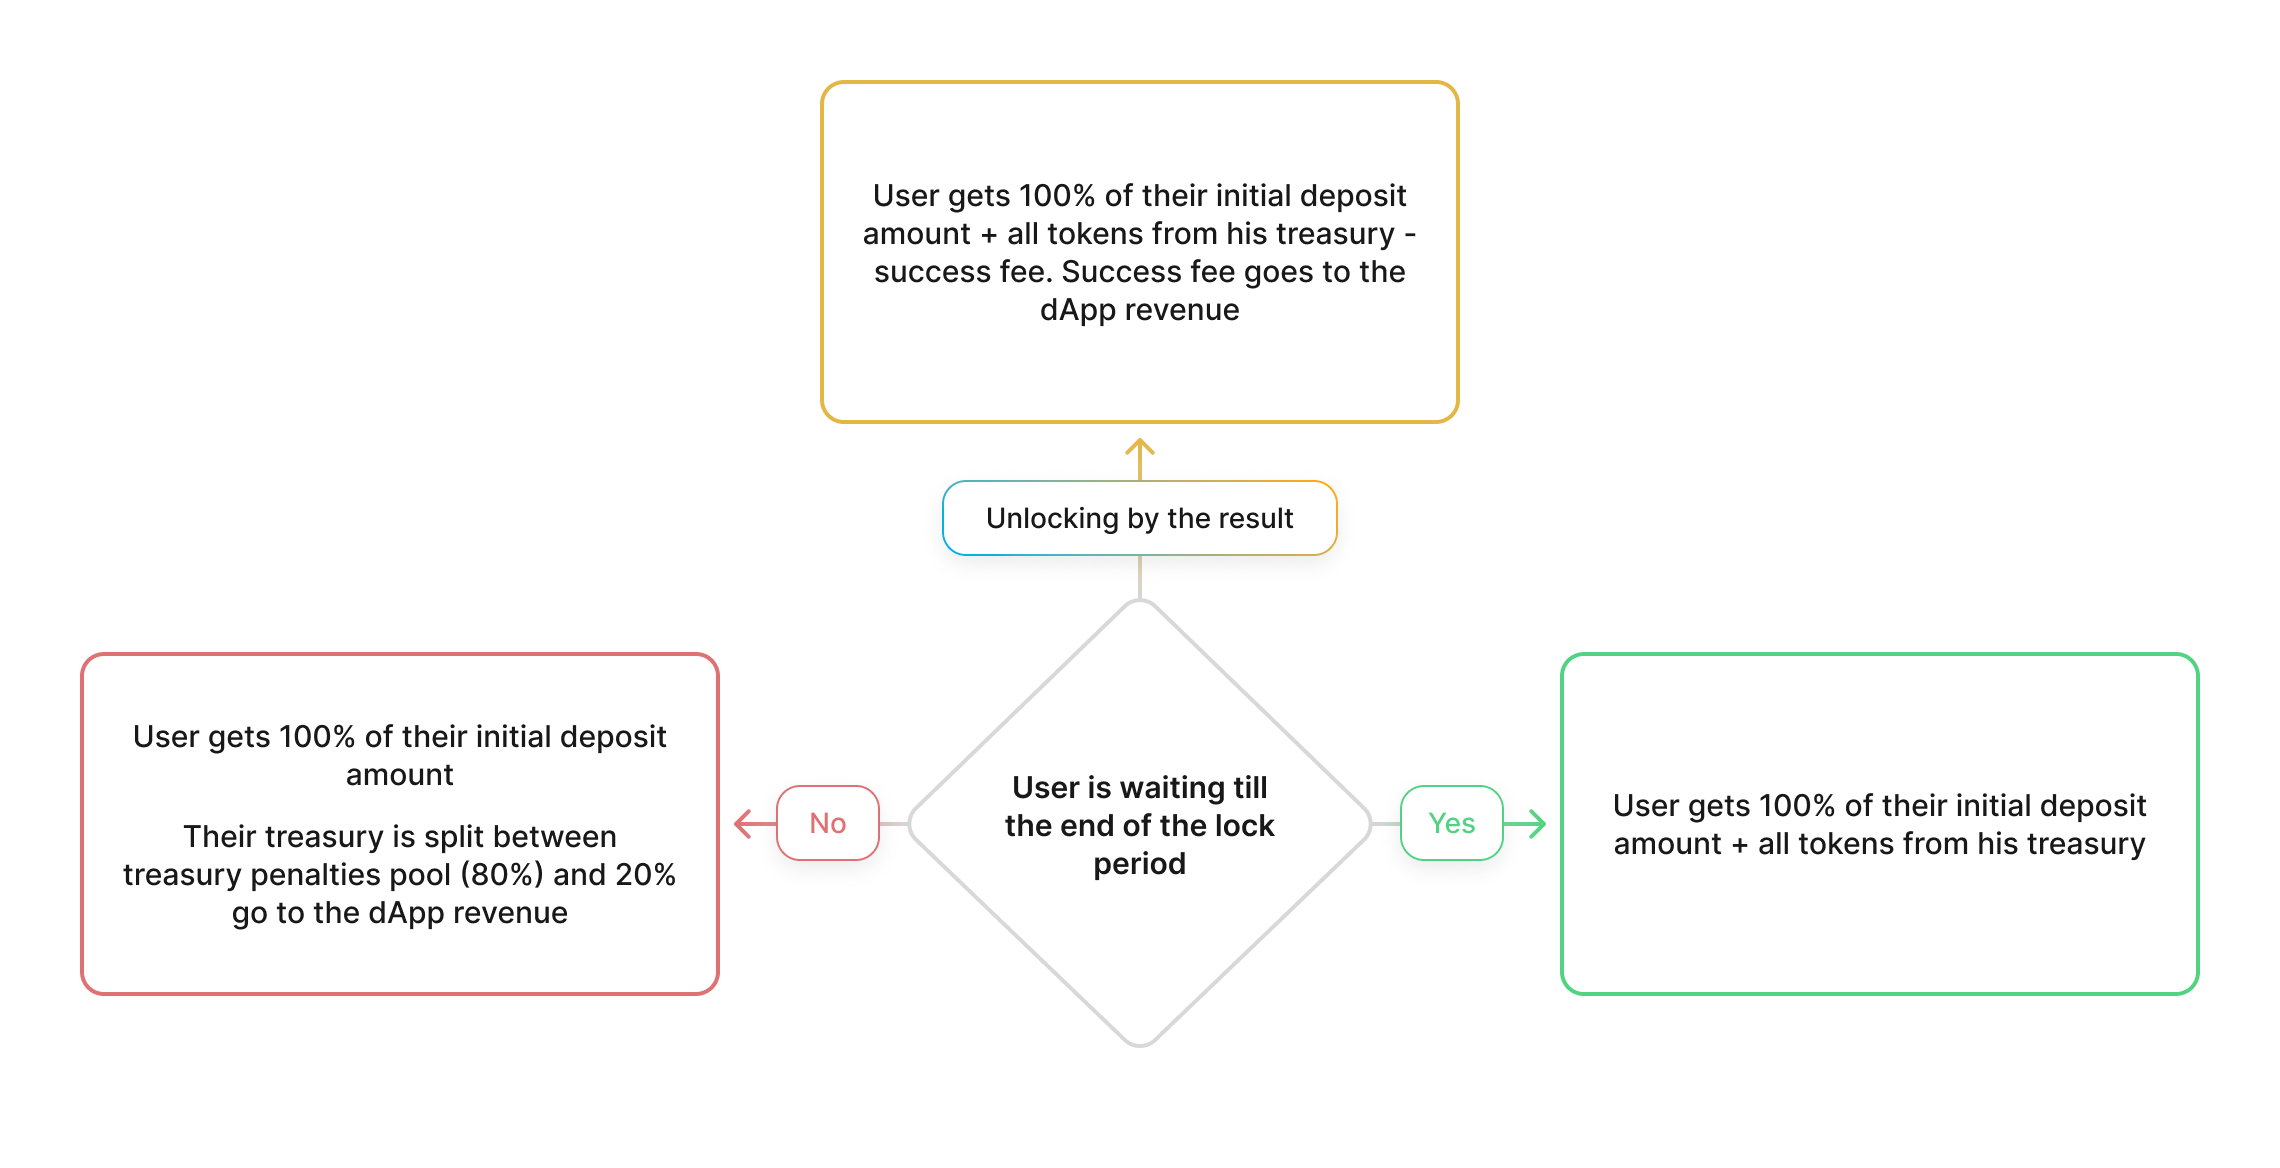 User gets 100% of their initial deposit
amount + all tokens from his treasury -
success fee. Success fee goes to the
dApp revenue
Unlocking by the result
User gets 100% of their initial deposit
amount
Their treasury is split between
treasury penalties pool (80%) and 20%
go to the dApp revenue
No
User is waiting till
the end of the lock
period
Yes
User gets 100% of their initial deposit
amount + all tokens from his treasury